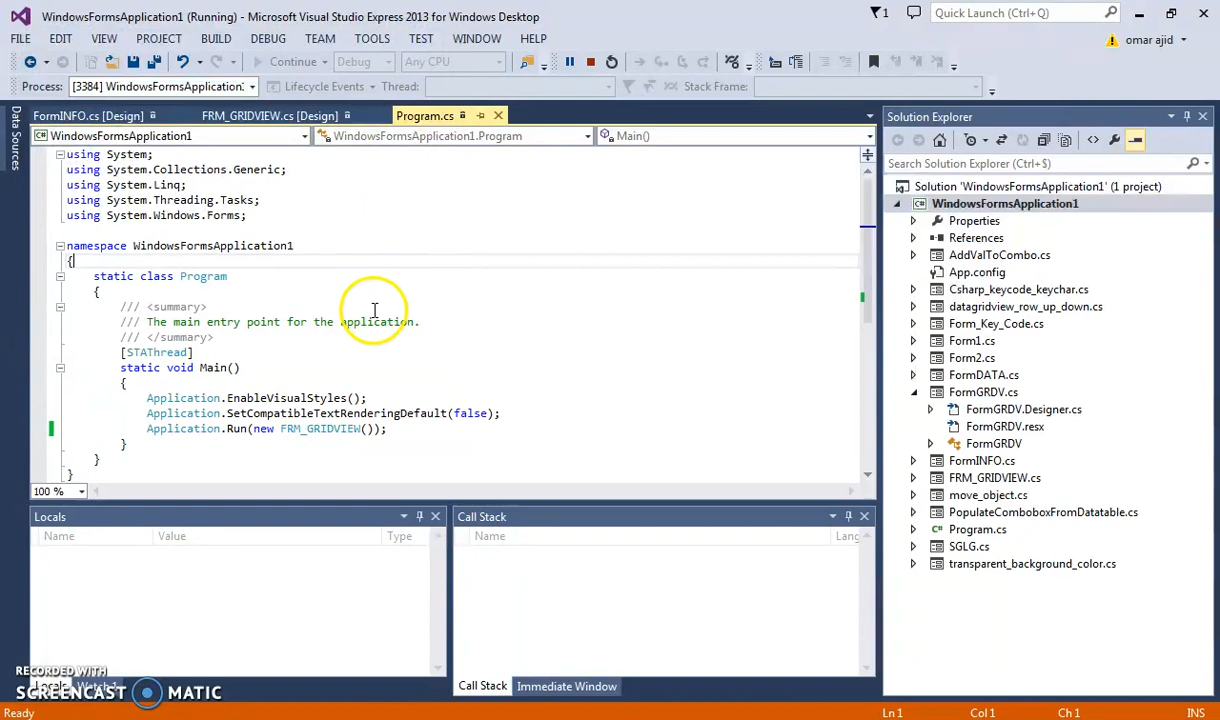 WindowsFormsApplication1 (Running) - Microsoft Visual Studio Express 2013 for Windows Desktop
1
Quick Launch (Ctrl+Q)
FILE EDIT VIEW PROJECT BUILD DEBUG TEAM TOOLS TEST WINDOW HELP
omar ajid
Continue Debug Any CPU
Process: [3384] WindowsFormsApplication1. Lifecycle Events Thread: Stack Frame:
Data Sources
FormINFO.cs [Design] FRM_GRIDVIEW.cs [Design] Program.cs
WindowsFormsApplication1 WindowsFormsApplication1.Program Main()
using System;
using System.Collections.Generic;
using System.Linq;
using System.Threading.Tasks;
using System.Windows.Forms;
namespace WindowsFormsApplication1
{
static class Program
{
/// <summary>
/// The main entry point for the application.
/// </summary>
[STAThread]
static void Main()
{
Application.EnableVisualStyles();
Application.SetCompatibleTextRenderingDefault(false);
Application.Run(new FRM_GRIDVIEW());
}
}
}
100 %
Solution Explorer
Search Solution Explorer (Ctrl+$)
Solution 'WindowsFormsApplication1' (1 project)
WindowsFormsApplication1
Properties
References
AddValToCombo.cs
App.config
Csharp_keycode_keychar.cs
datagridview_row_up_down.cs
Form_Key_Code.cs
Form1.cs
Form2.cs
FormDATA.cs
FormGRDV.cs
FormGRDV.Designer.cs
FormGRDV.resx
FormGRDV
FormINFO.cs
FRM_GRIDVIEW.cs
move_object.cs
PopulateComboboxFromDatatable.cs
Program.cs
SGLG.cs
transparent_background_color.cs
Locals
Name Value Type
Call Stack
Name Lang
Locals Watch 1
Call Stack Immediate Window
RECORDED WITH
SCREENCAST MATIC
Ready Ln 1 Col 1 Ch 1 INS